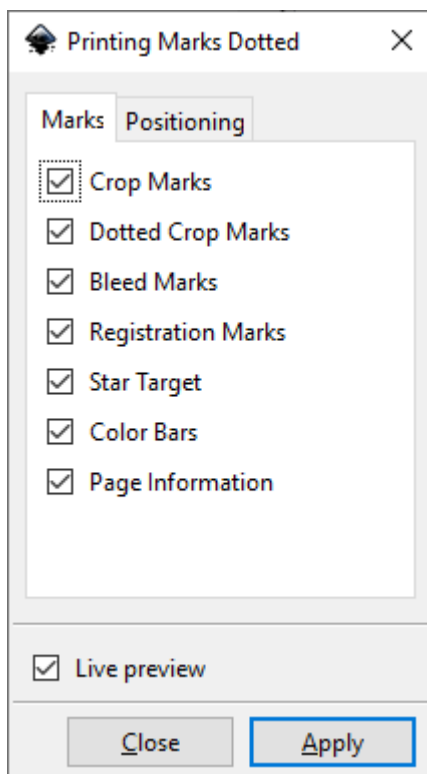 Printing Marks Dotted
Marks Positioning
Crop Marks
Dotted Crop Marks
Bleed Marks
Registration Marks
Star Target
Color Bars
Page Information
Live preview
Close Apply